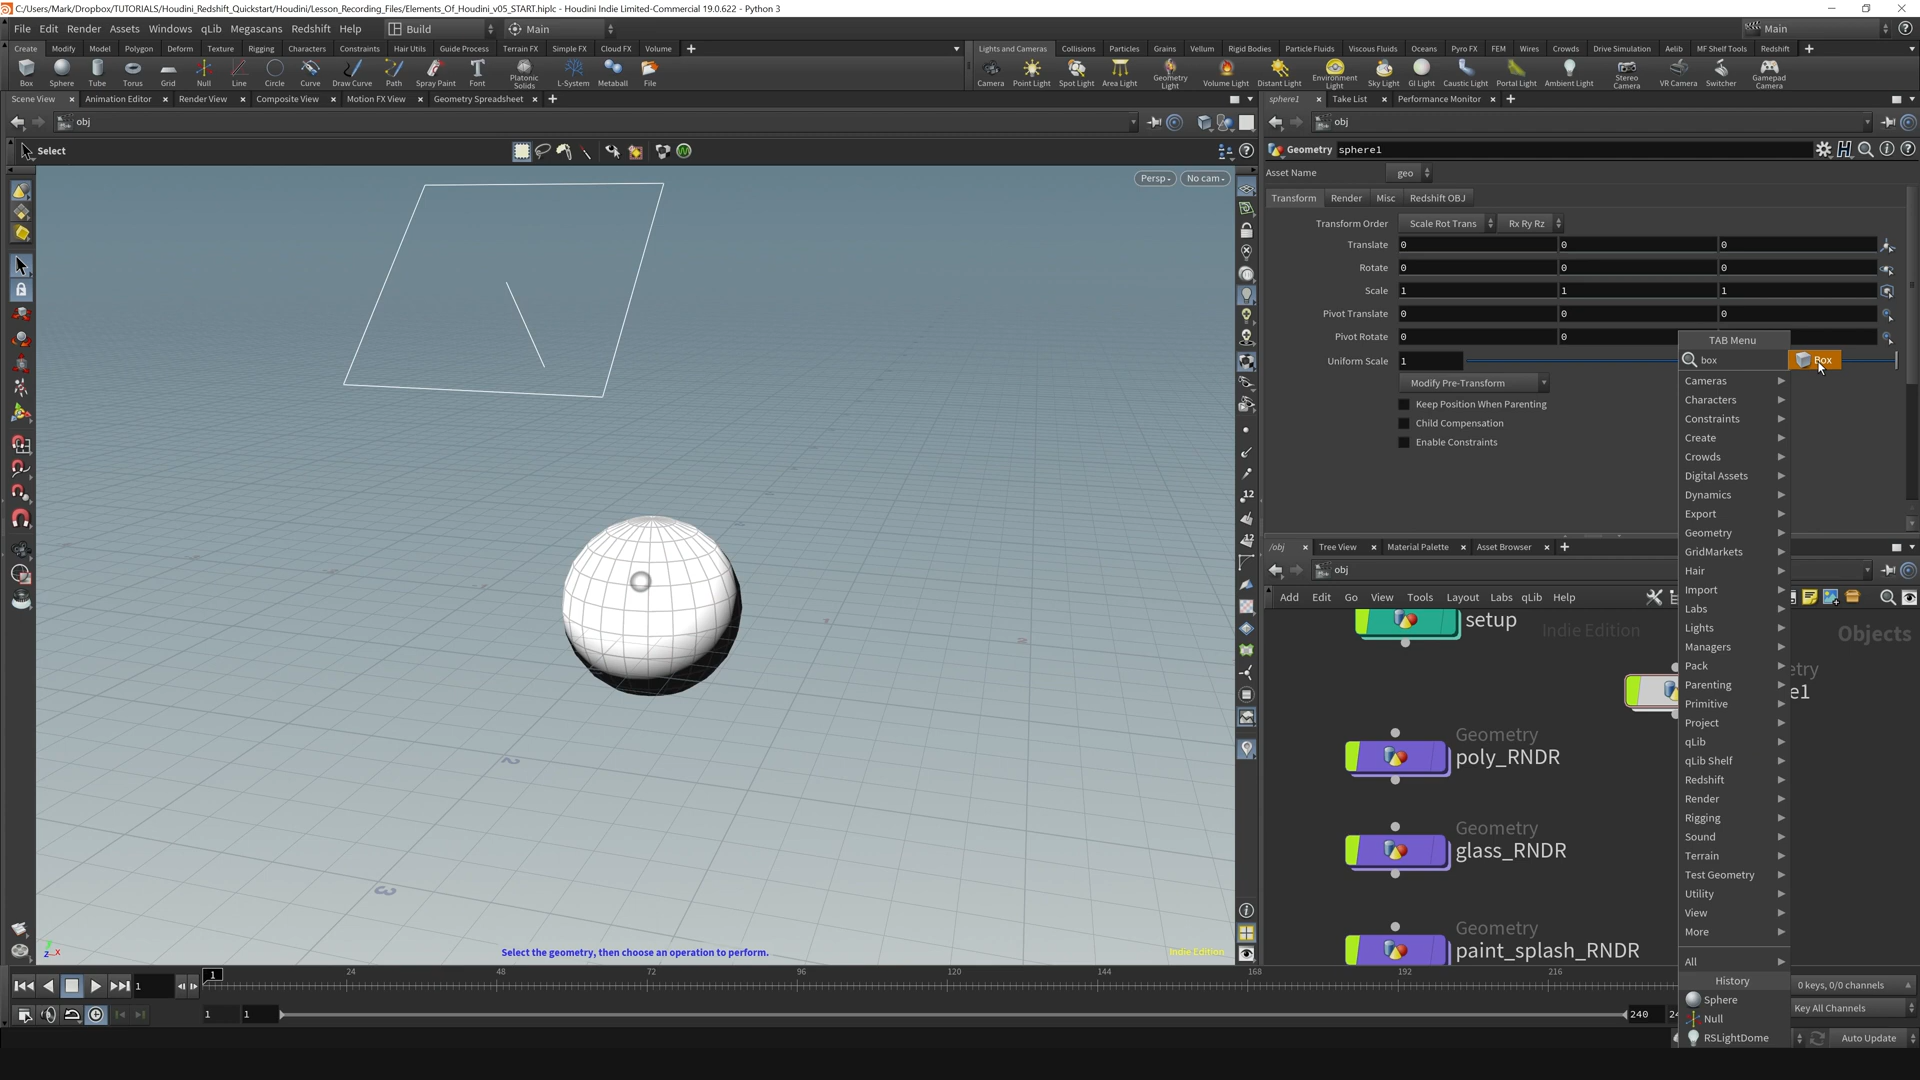 C:/Users/Mark/Dropbox/TUTORIALS/Houdini_Redshift_Quickstart/Houdini/Lesson_Recording_Files/Elements_Of_Houdini_v05_START.hiplc - Houdini Indie Limited-Commercial 19.0.622 - Python 3
File Edit Render Assets Windows qLib Megascans Redshift Help Build Main Main
Create Modify Model Polygon Deform Texture Rigging Characters Constraints Hair Utils Guide Process Terrain FX Simple FX Cloud FX Volume
Lights and Cameras Collisions Particles Grains Vellum Rigid Bodies Particle Fluids Viscous Fluids Oceans Pyro FX FEM Wires Crowds Drive Simulation Aelib MF Shelf Tools Redshift
Box Sphere Tube Torus Grid Null Line Circle Curve Draw Curve Path Spray Paint Font Platonic Solids L-System Metaball File
Camera Point Light Spot Light Area Light Geometry Light Volume Light Distant Light Environment Light Sky Light GI Light Caustic Light Portal Light Ambient Light Stereo Camera VR Camera Switcher Gamepad Camera
Scene View Animation Editor Render View Composite View Motion FX View Geometry Spreadsheet
sphere1 Take List Performance Monitor
obj
obj
Select
Geometry sphere1
Asset Name geo
Persp No cam
Transform Render Misc Redshift OBJ
Transform Order Scale Rot Trans Rx Ry Rz
Translate 0 0 0
Rotate 0 0 0
Scale 1 1 1
Pivot Translate 0 0 0
Pivot Rotate 0 0
Uniform Scale 1
Modify Pre-Transform
Keep Position When Parenting
Child Compensation
Enable Constraints
TAB Menu
box Box
Cameras
Characters
Constraints
Create
Crowds
Digital Assets
Dynamics
Export
Geometry
GridMarkets
Hair
Import
Labs
Lights
Managers
Pack
Parenting
Primitive
Project
qLib
qLib Shelf
Redshift
Render
Rigging
Sound
Terrain
Test Geometry
Utility
View
More
All
History
Sphere
Null
RSLightDome
/obj Tree View Material Palette Asset Browser
obj
Add Edit Go View Tools Layout Labs qLib Help
setup
Indie Edition
Objects
etry
e1
Geometry
poly_RNDR
Geometry
glass_RNDR
Geometry
paint_splash_RNDR
12
12
2
2
3
Select the geometry, then choose an operation to perform.
Indie Edition
z x
1 1 24 48 72 96 120 144 168 192 216
0 keys, 0/0 channels
1 1 240 24
Key All Channels
Auto Update